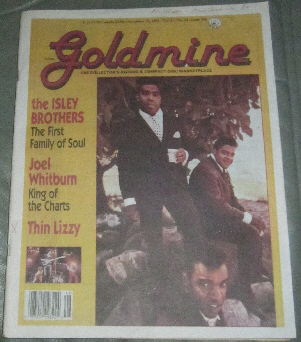 Goldmine
THE COLLECTOR'S RECORD & COMPACT DISC MARKETPLACE
the ISLEY
BROTHERS
The First
Family of Soul
Joel
Whitburn
King of
the Charts
Thin Lizzy